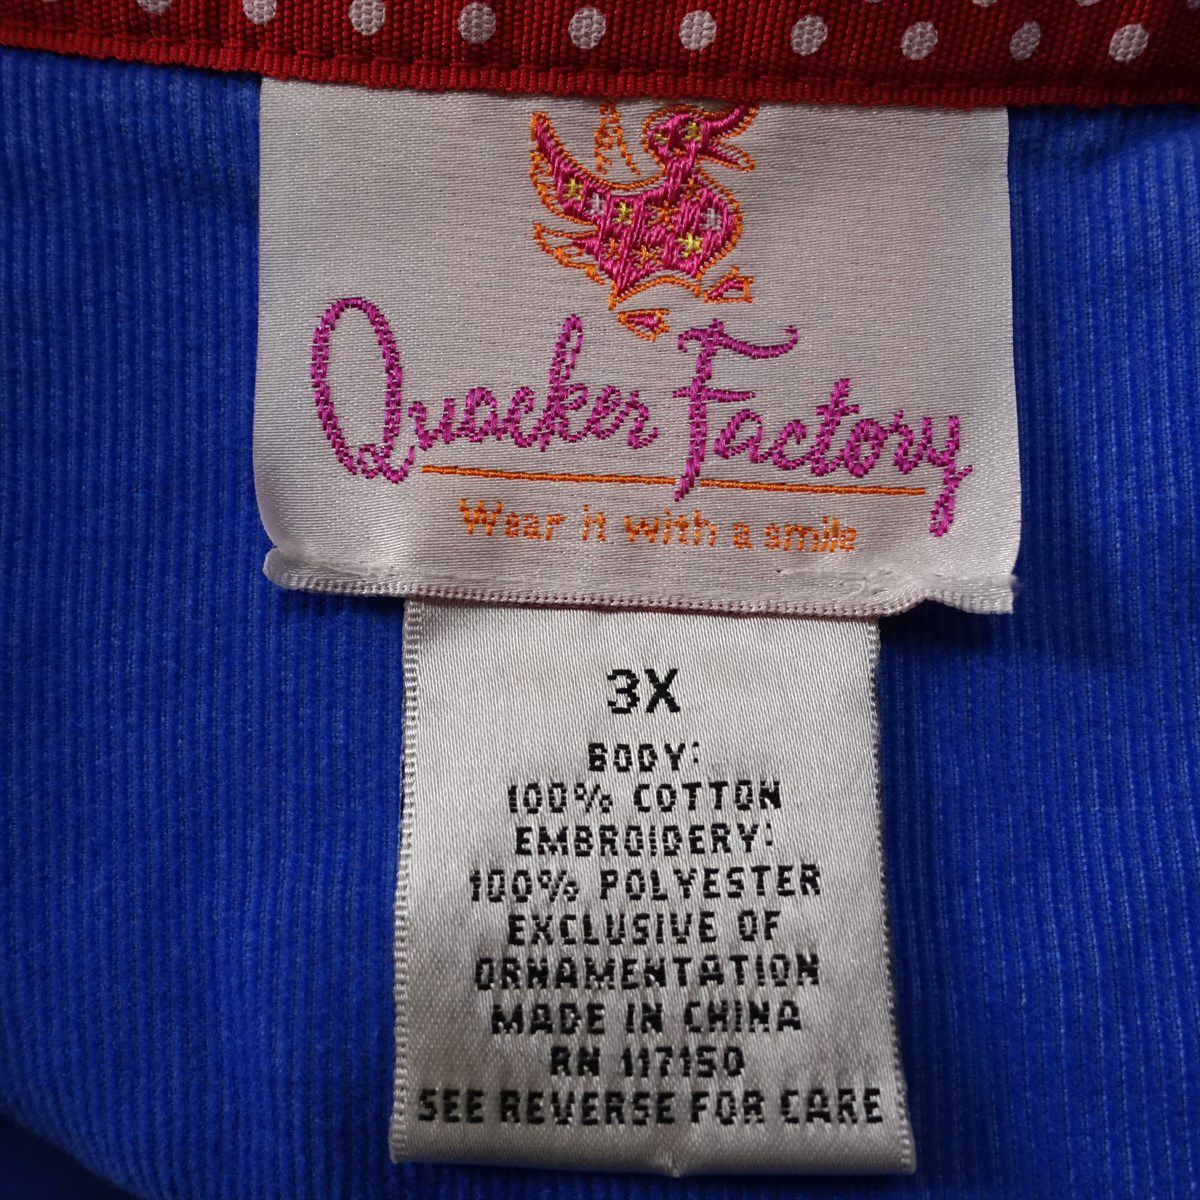 Quacker Factory
Wear it with a smile
3X
BODY:
100% COTTON
EMBROIDERY:
100% POLYESTER
EXCLUSIVE OF
ORNAMENTATION
MADE IN CHINA
RN 117150
SEE REVERSE FOR CARE